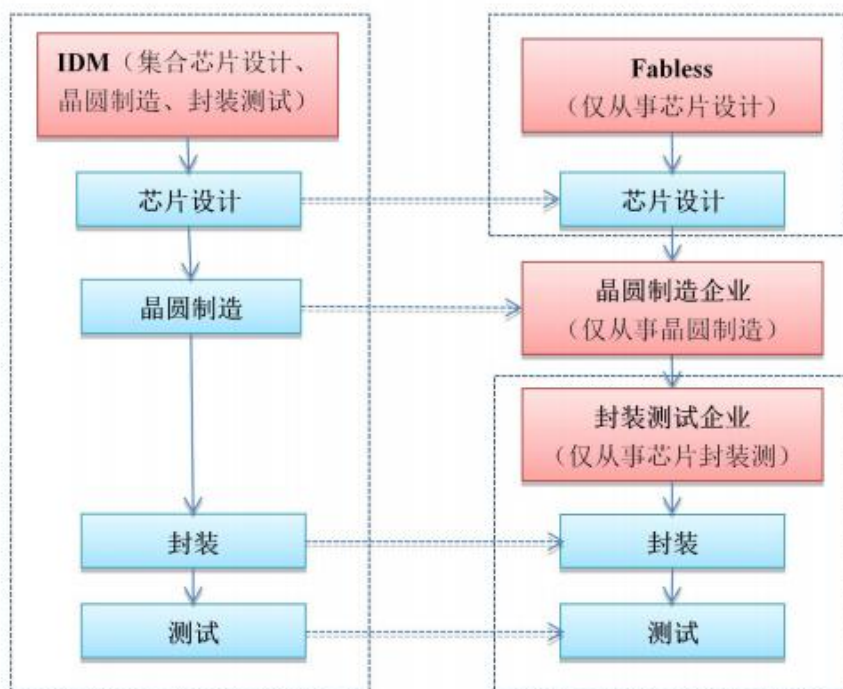 IDM（集合芯片设计、
晶圆制造、封装测试）
芯片设计
晶圆制造
封装
测试
Fabless
（仅从事芯片设计）
芯片设计
晶圆制造企业
（仅从事晶圆制造）
封装测试企业
（仅从事芯片封装测）
封装
测试